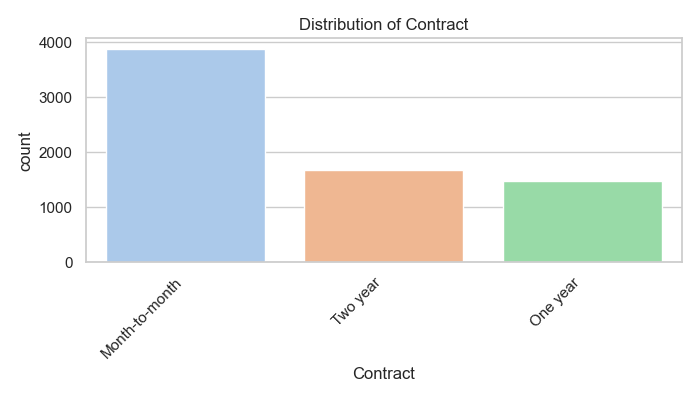 Distribution of Contract
4000
3000
2000
1000
0
count
Month-to-month
Two year
One year
Contract